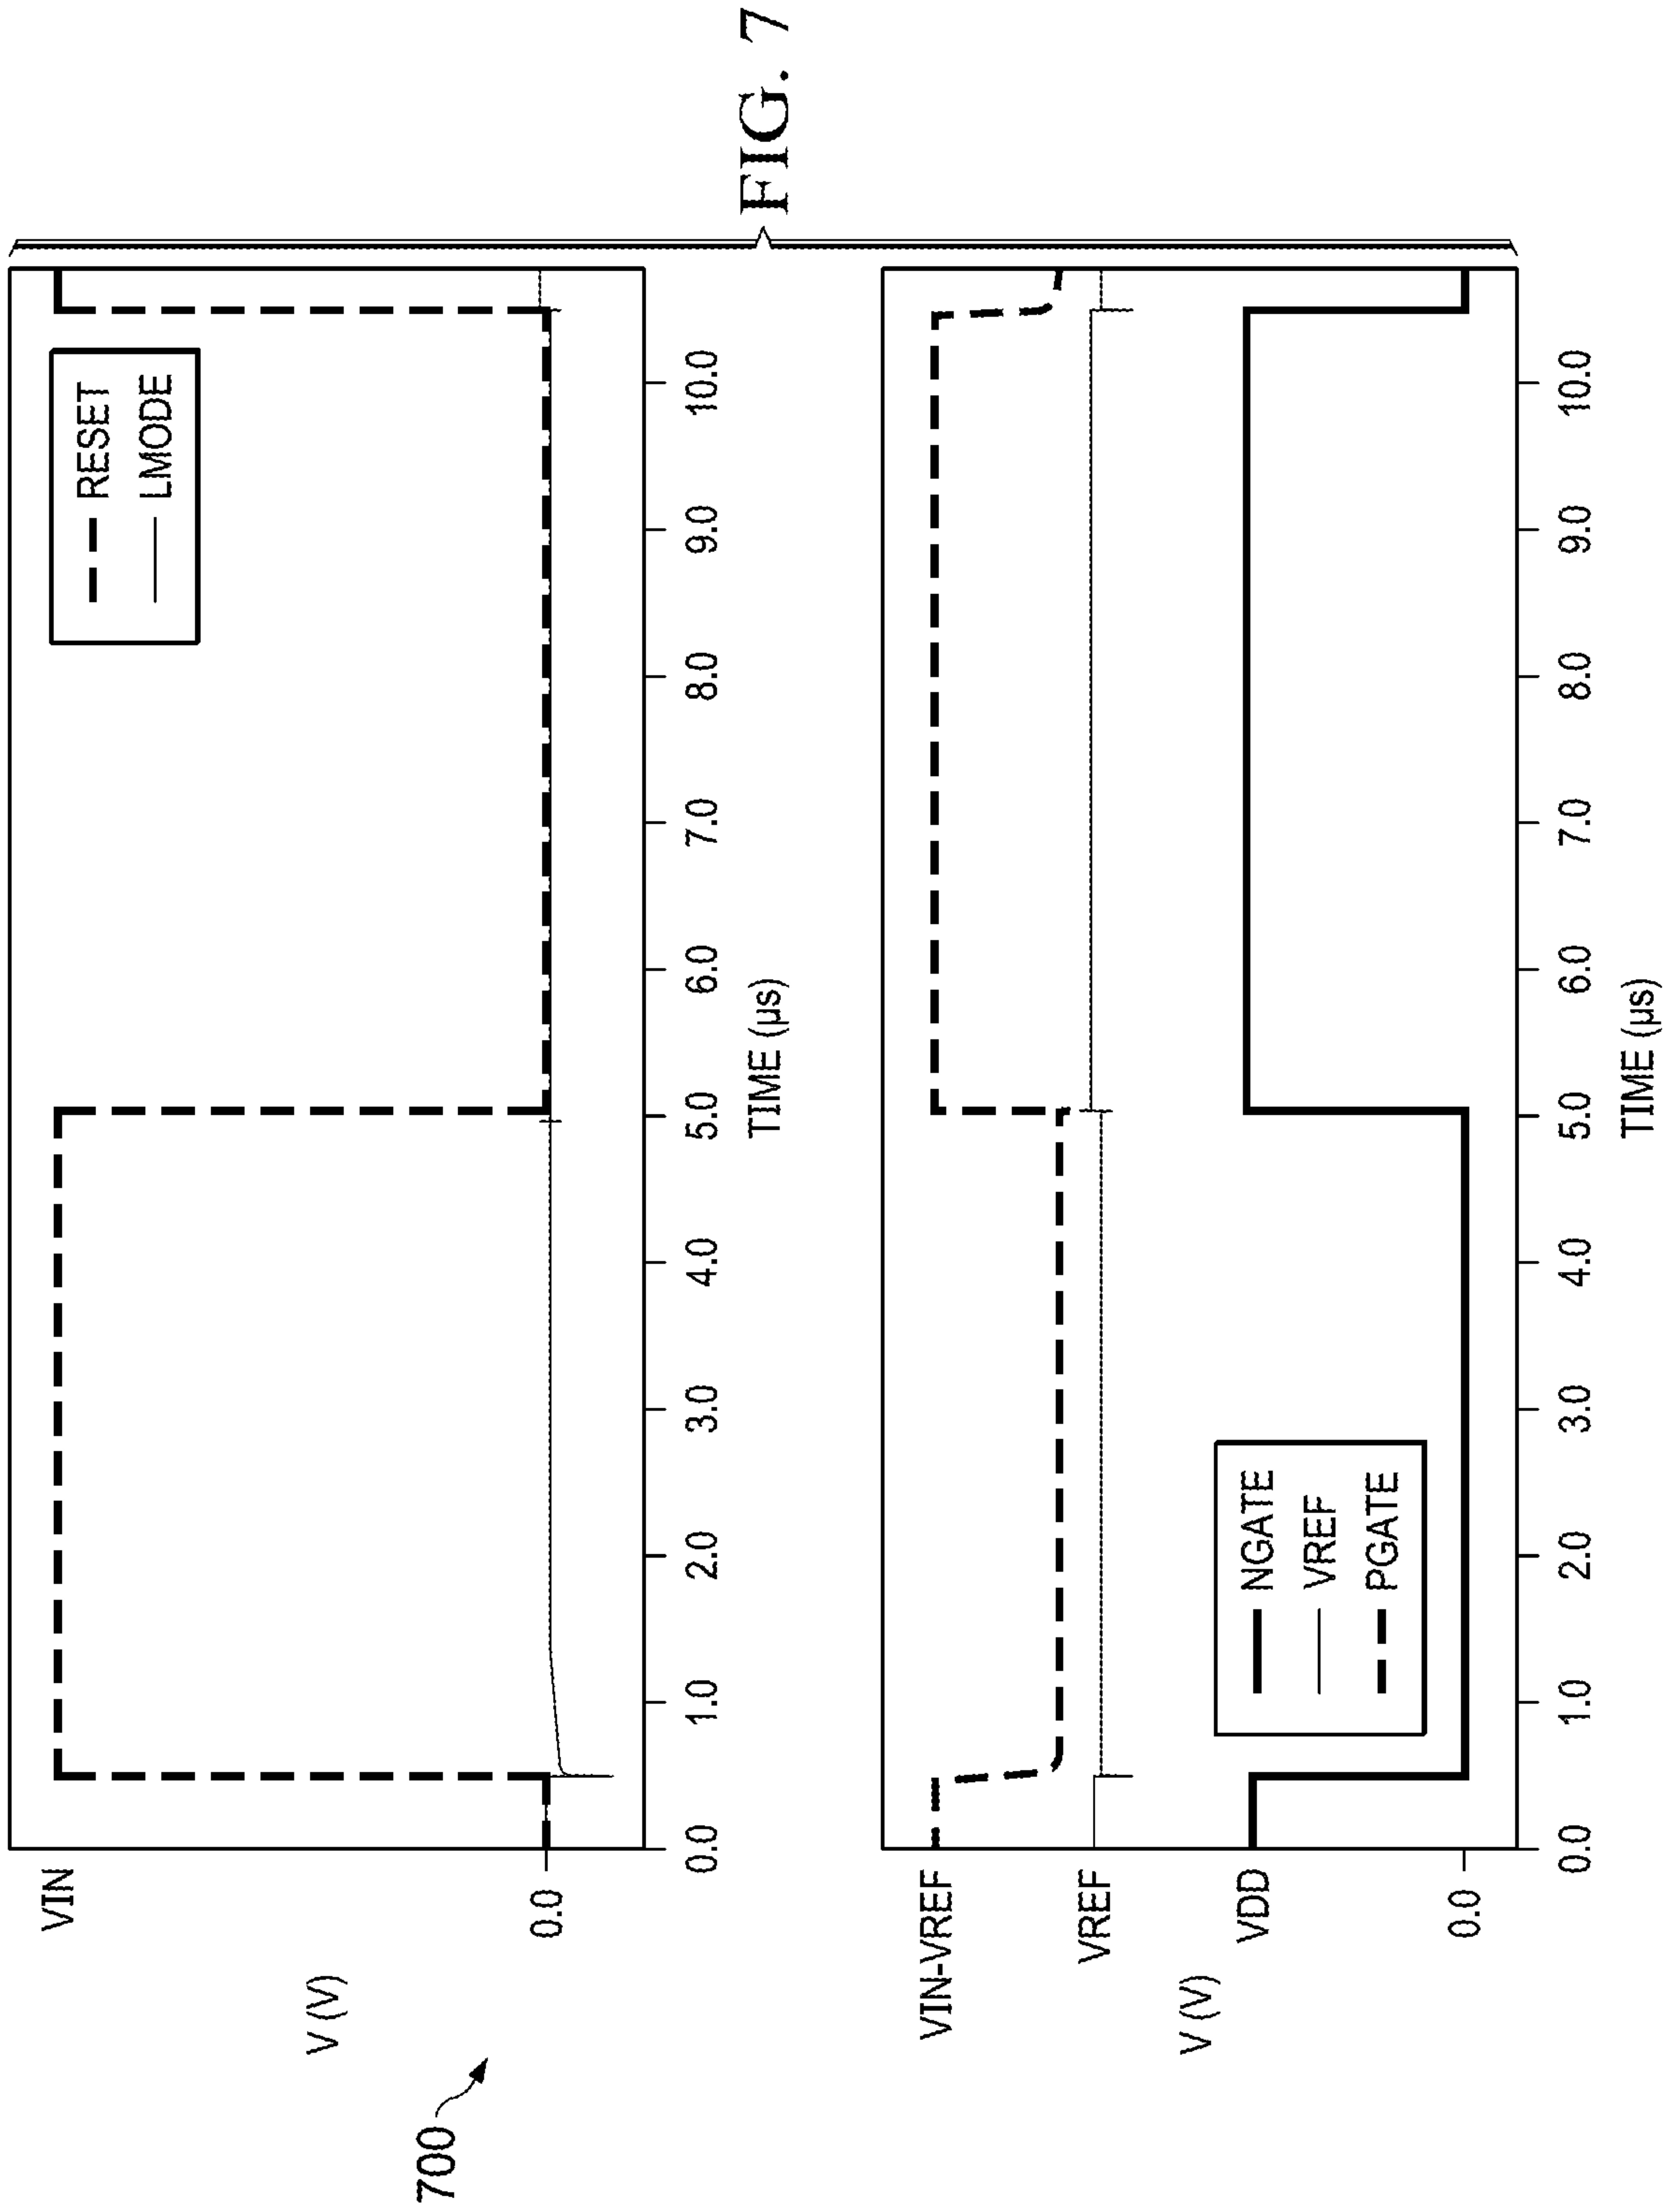 700
V (V)
VIN
0.0
RESET
LMODE
0.0 1.0 2.0 3.0 4.0 5.0 6.0 7.0 8.0 9.0 10.0
TIME (µs)
V (V)
VIN-VREF
VREF
VDD
0.0
NGATE
VREF
PGATE
0.0 1.0 2.0 3.0 4.0 5.0 6.0 7.0 8.0 9.0 10.0
TIME (µs)
FIG. 7